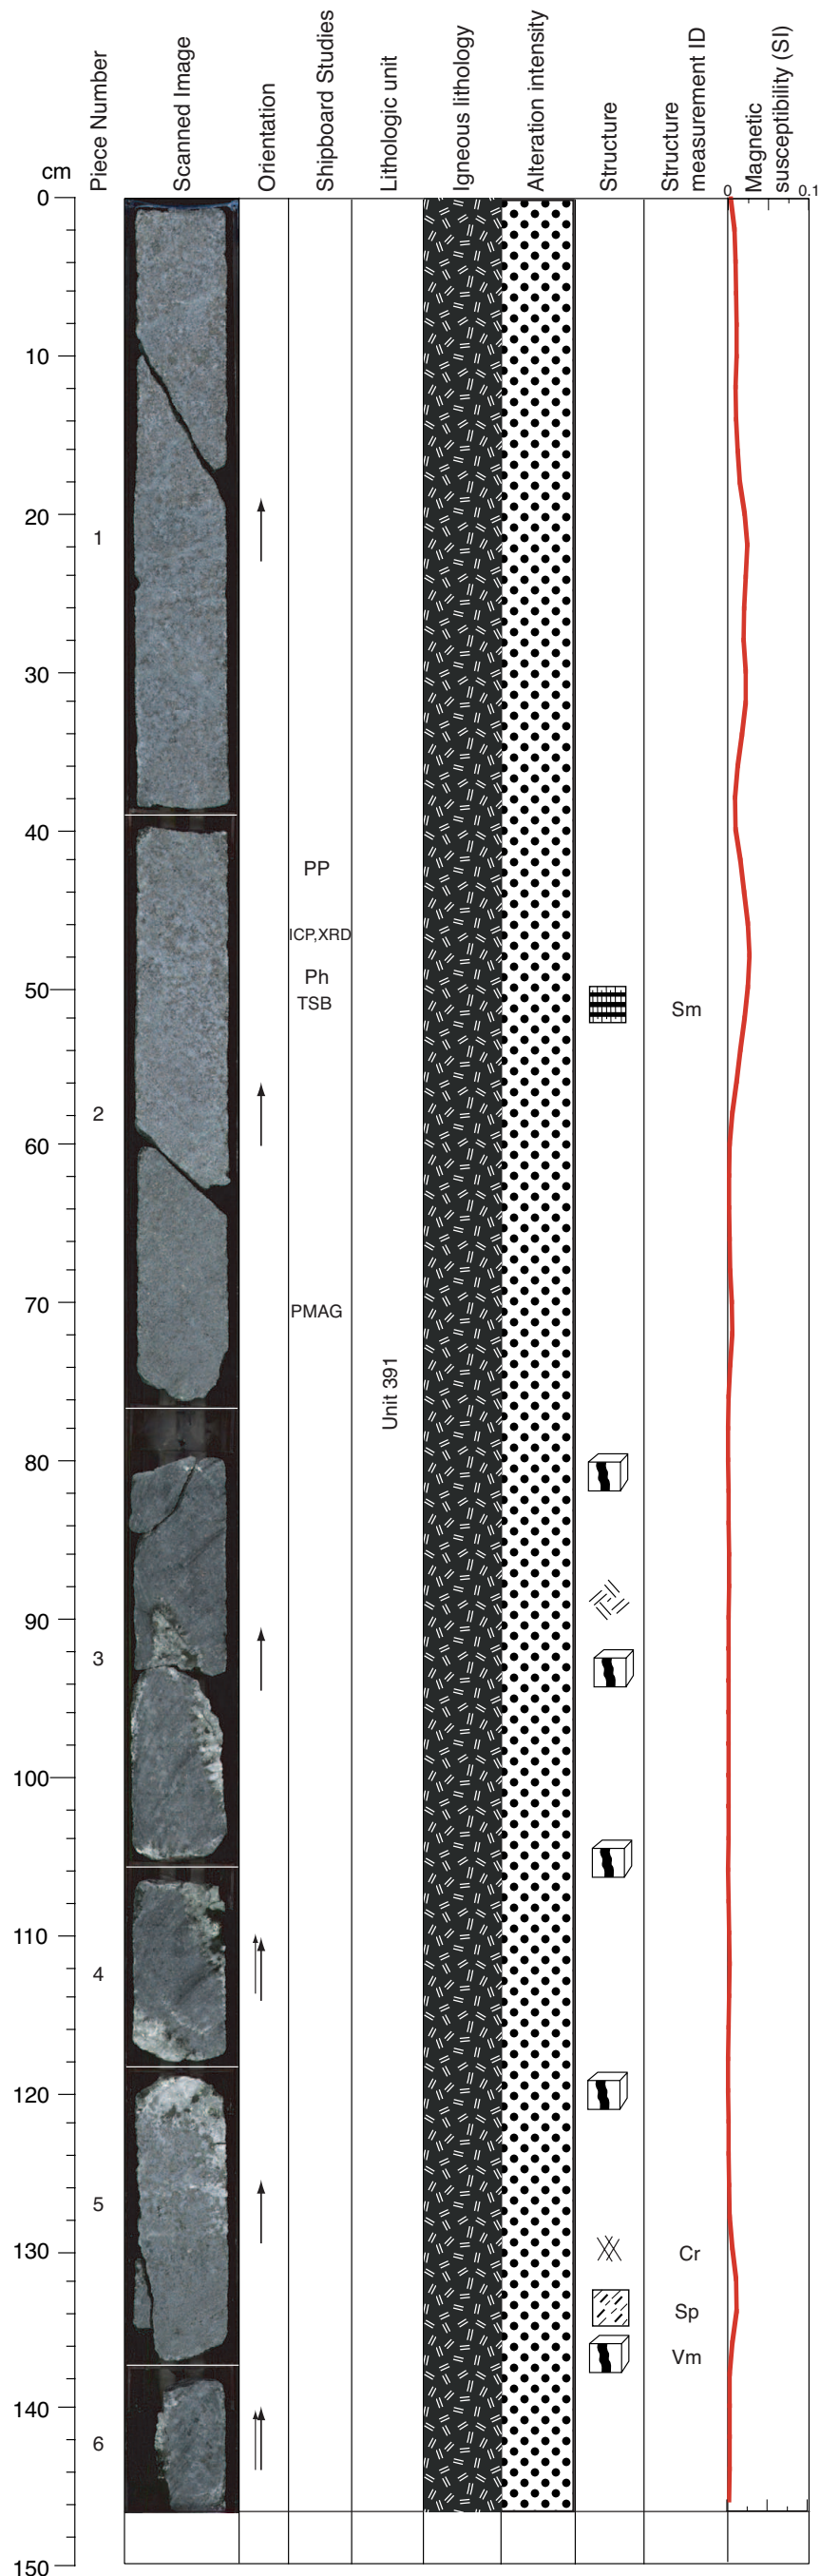 cm
Piece Number
Scanned Image
Orientation
Shipboard Studies
Lithologic unit
Igneous lithology
Alteration intensity
Structure
Structure
measurement ID
Magnetic
susceptibility (SI)
0 0.1
0
10
20
1
30
40
PP
ICP,XRD
Ph
50
TSB
Sm
2
60
70
PMAG
Unit 391
80
90
3
100
110
4
120
5
130
Cr
Sp
Vm
140
6
150